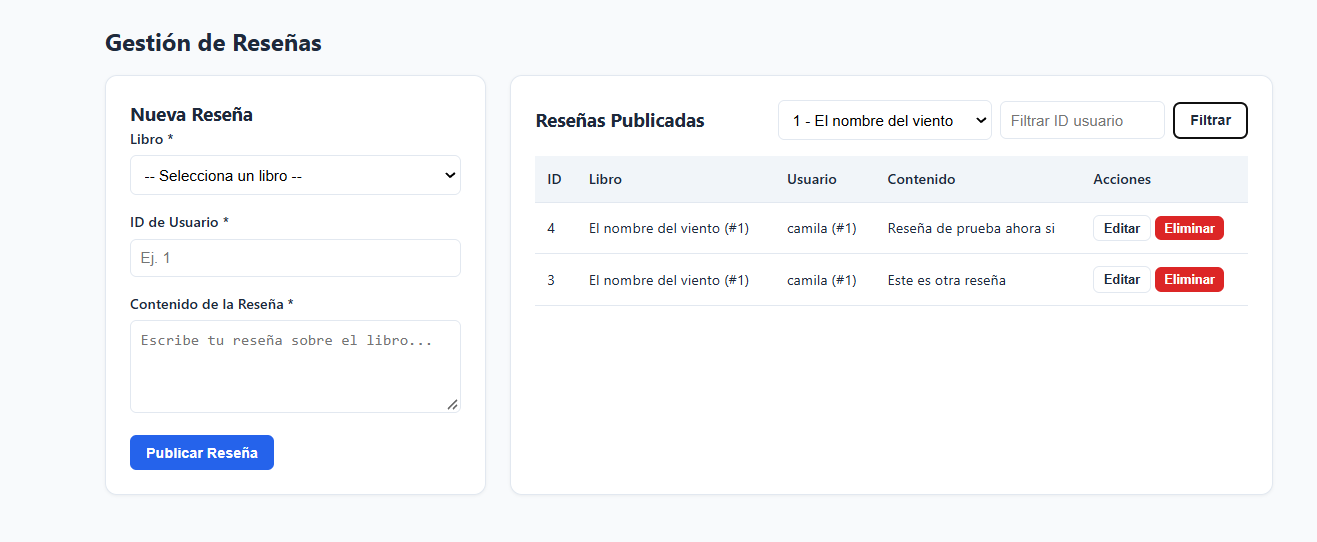 Gestión de Reseñas
Nueva Reseña
Libro *
-- Selecciona un libro --
ID de Usuario *
Ej. 1
Contenido de la Reseña *
Escribe tu reseña sobre el libro...
Publicar Reseña
Reseñas Publicadas 1 - El nombre del viento Filtrar ID usuario Filtrar
ID Libro Usuario Contenido Acciones
4 El nombre del viento (#1) camila (#1) Reseña de prueba ahora si Editar Eliminar
3 El nombre del viento (#1) camila (#1) Este es otra reseña Editar Eliminar